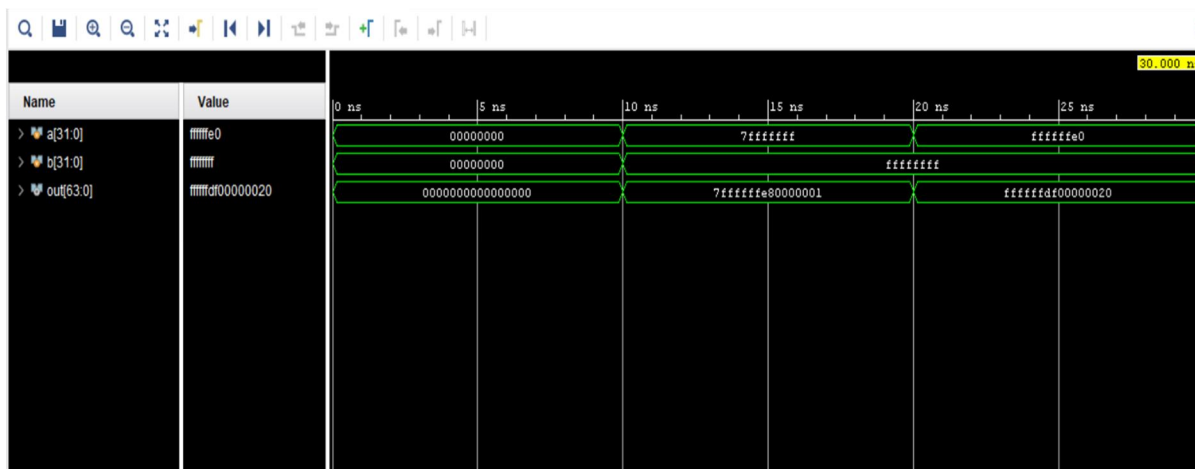 30.000 n
Name Value
0 ns 5 ns 10 ns 15 ns 20 ns 25 ns
a[31:0] ffffffe0 00000000 7fffffff ffffffe0
b[31:0] ffffffff 00000000 ffffffff
out[63:0] ffffffdf00000020 0000000000000000 7ffffffe80000001 ffffffdf00000020